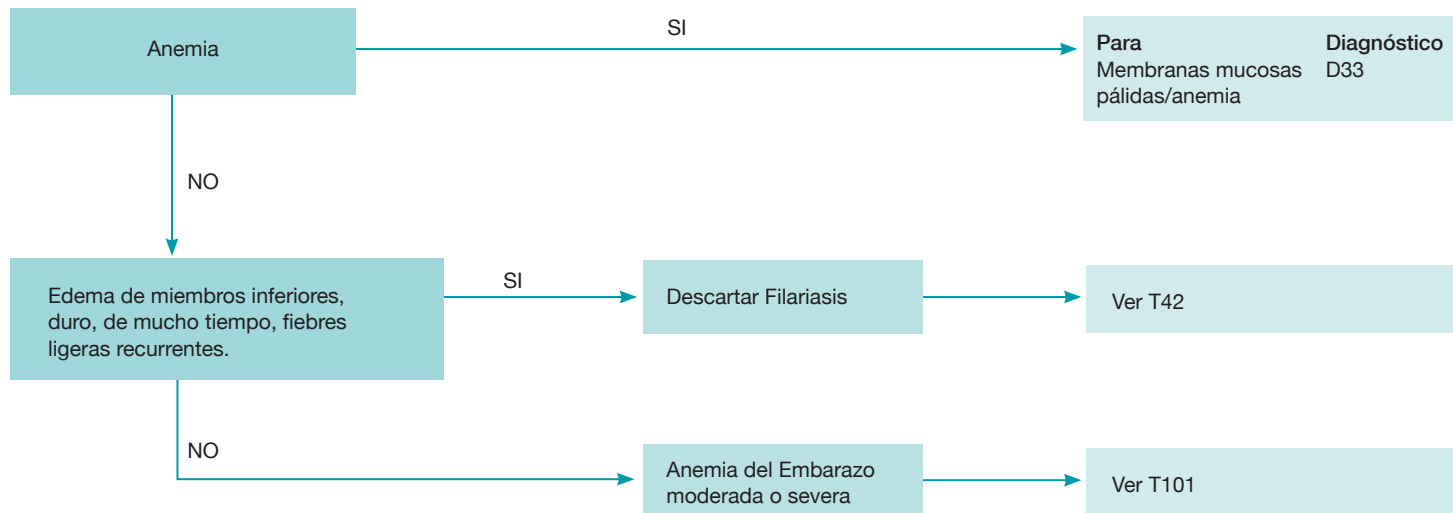 Anemia
SI
Para Diagnóstico
Membranas mucosas D33
pálidas/anemia
NO
Edema de miembros inferiores,
duro, de mucho tiempo, fiebres
ligeras recurrentes.
SI
Descartar Filariasis
Ver T42
NO
Anemia del Embarazo
moderada o severa
Ver T101